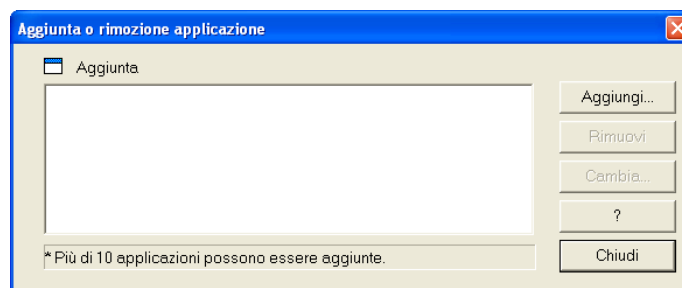 Aggiunta o rimozione applicazione
Aggiunta
Aggiungi...
Rimuovi
Cambia...
?
* Più di 10 applicazioni possono essere aggiunte.
Chiudi